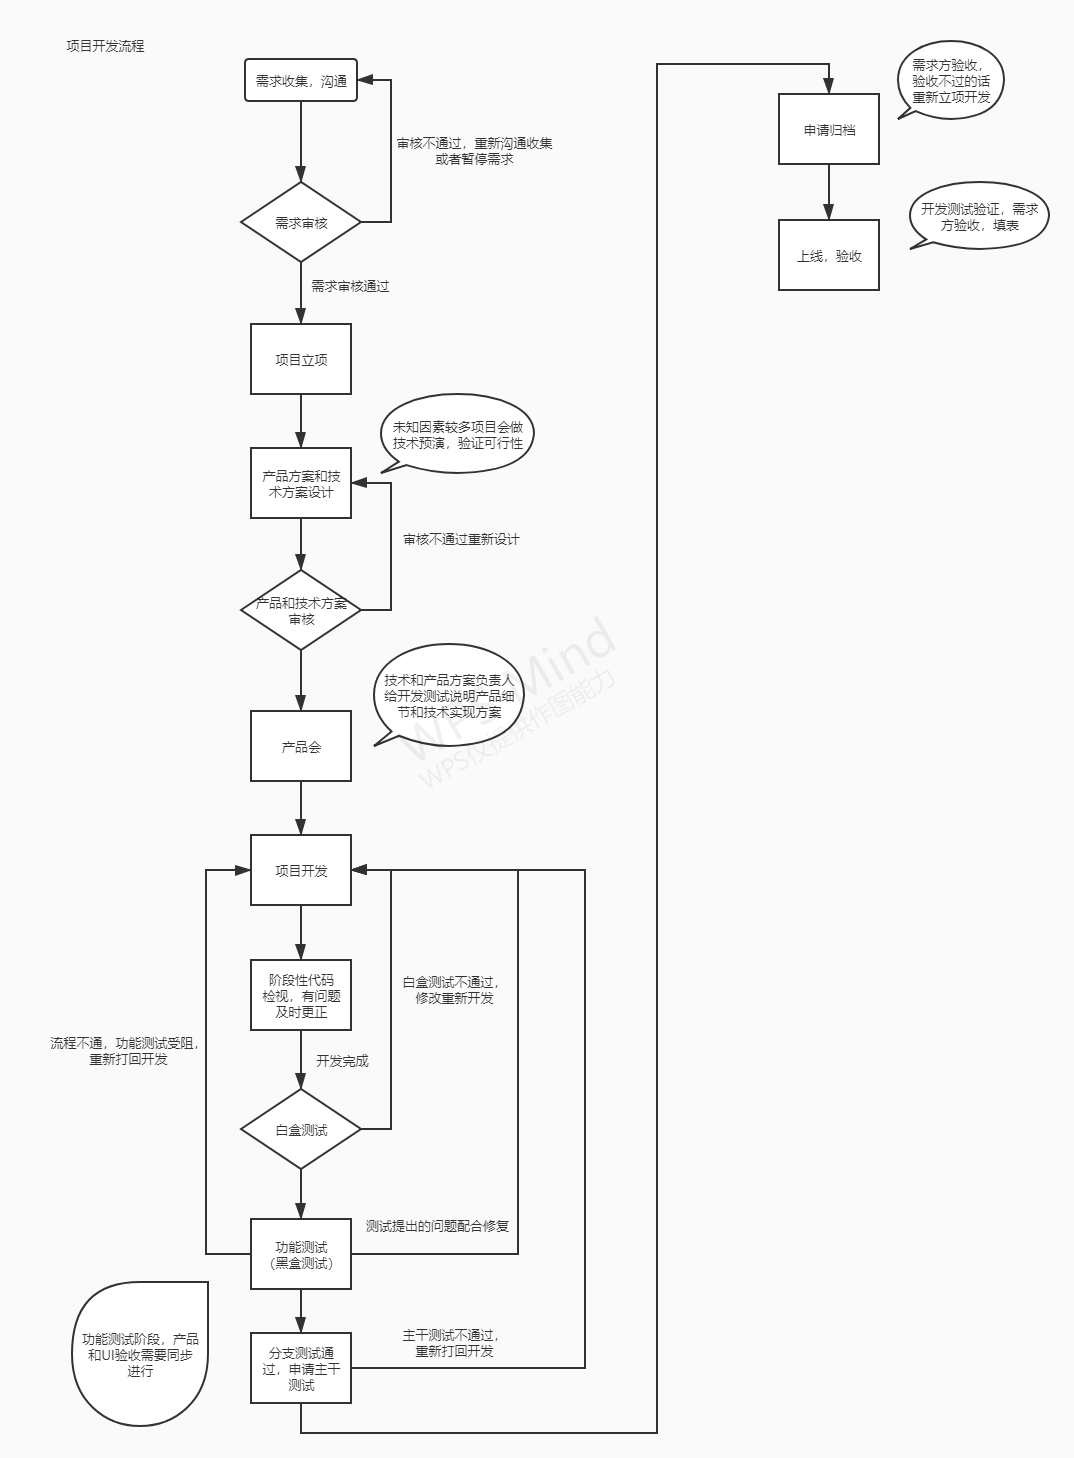 项目开发流程
需求收集，沟通
审核不通过，重新沟通收集
或者暂停需求
需求审核
需求审核通过
项目立项
未知因素较多项目会做
技术预演，验证可行性
产品方案和技
术方案设计
审核不通过重新设计
产品和技术方案
审核
技术和产品方案负责人
给开发测试说明产品细
节和技术实现方案
产品会
项目开发
阶段性代码
检视，有问题
及时更正
白盒测试不通过，
修改重新开发
流程不通，功能测试受阻，
重新打回开发
开发完成
白盒测试
测试提出的问题配合修复
功能测试
（黑盒测试）
功能测试阶段，产品
和UI验收需要同步
进行
主干测试不通过，
重新打回开发
分支测试通
过，申请主干
测试
需求方验收，
验收不过的话
重新立项开发
申请归档
开发测试验证，需求
方验收，填表
上线，验收
WPS Mind
WPS仅提供作图能力